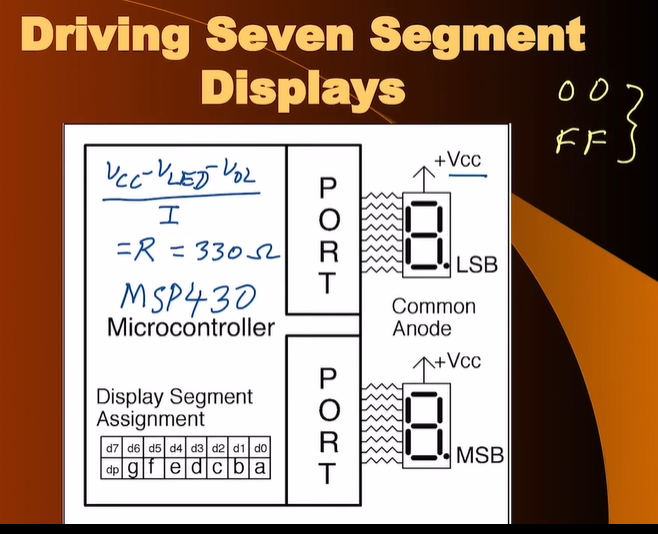 Driving Seven Segment
Displays
00
FF
VCC-VLED-VOL
I
=R = 330Ω
MSP430
Microcontroller
PORT
+Vcc
LSB
Common
Anode
Display Segment
Assignment
d7 d6 d5 d4 d3 d2 d1 d0
dp g f e d c b a
PORT
+Vcc
MSB